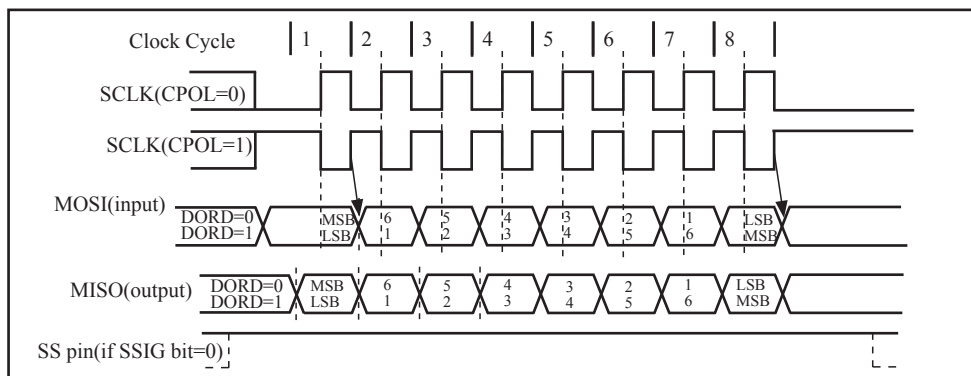 Clock Cycle 1 2 3 4 5 6 7 8
SCLK(CPOL=0)
SCLK(CPOL=1)
MOSI(input)
DORD=0 MSB 6 5 4 3 2 1 LSB
DORD=1 LSB 1 2 3 4 5 6 MSB
MISO(output)
DORD=0 MSB 6 5 4 3 2 1 LSB
DORD=1 LSB 1 2 3 4 5 6 MSB
SS pin(if SSIG bit=0)